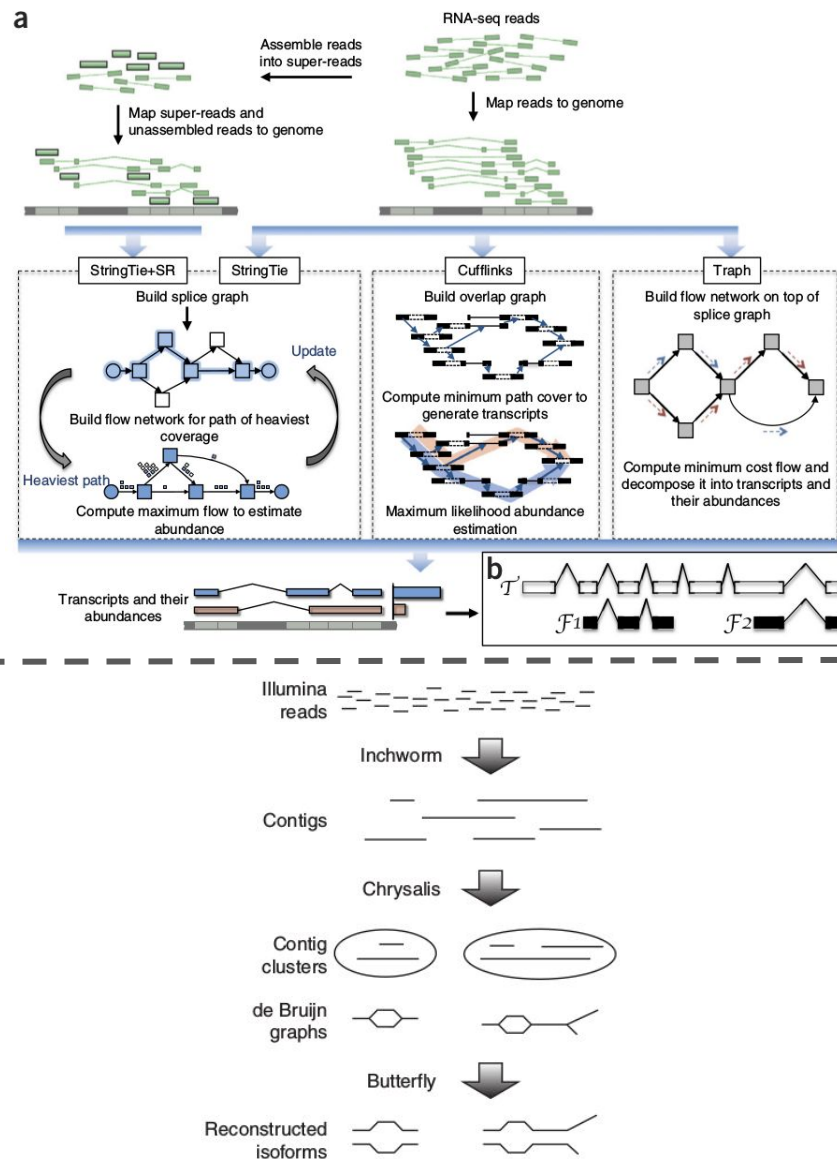 a
RNA-seq reads
Assemble reads
into super-reads
Map super-reads and
unassembled reads to genome
Map reads to genome
StringTie+SR
StringTie
Cufflinks
Traph
Build splice graph
Update
Build flow network for path of heaviest
coverage
Heaviest path
Compute maximum flow to estimate
abundance
Build overlap graph
Compute minimum path cover to
generate transcripts
Maximum likelihood abundance
estimation
Build flow network on top of
splice graph
Compute minimum cost flow and
decompose it into transcripts and
their abundances
Transcripts and their
abundances
b
T
F1
F2
Illumina
reads
Inchworm
Contigs
Chrysalis
Contig
clusters
de Bruijn
graphs
Butterfly
Reconstructed
isoforms